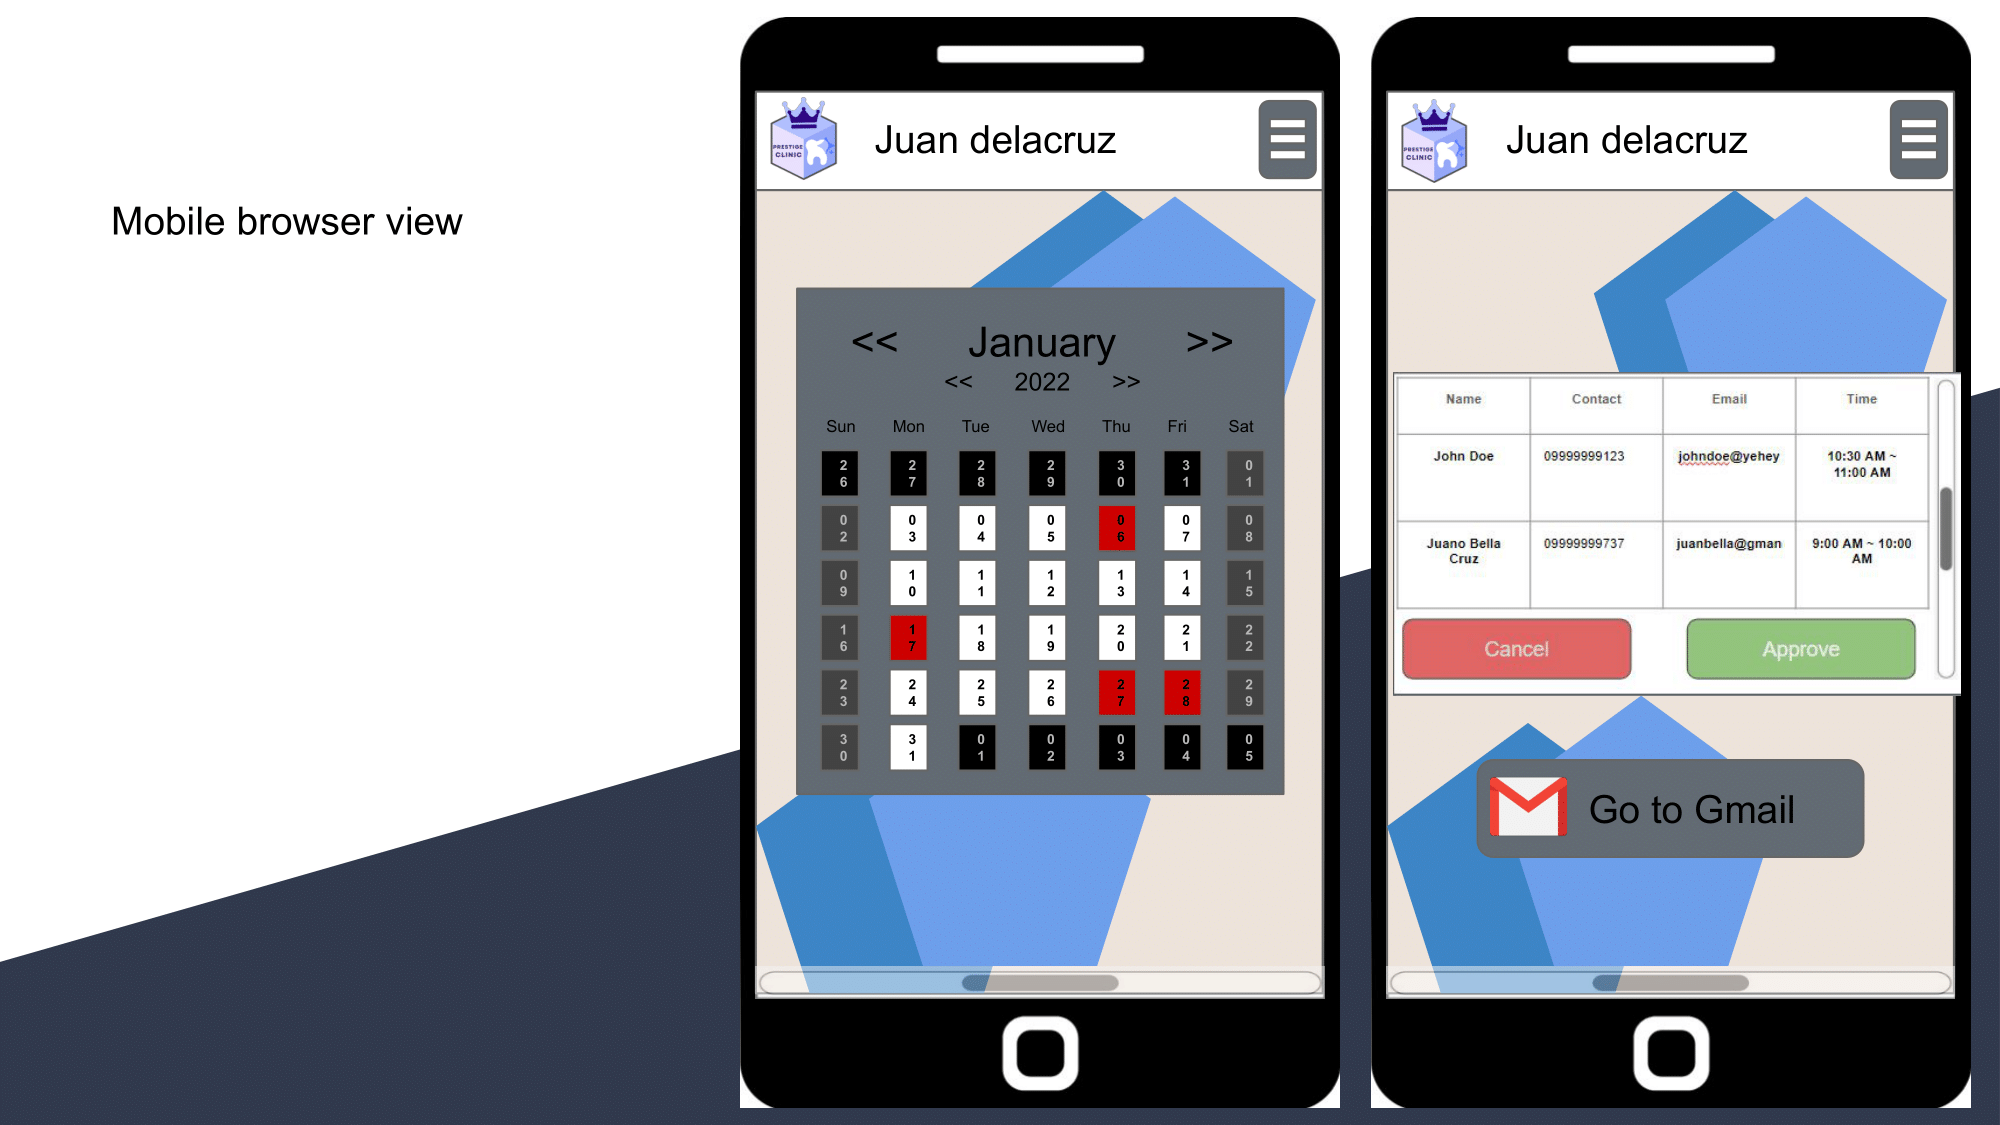 Mobile browser view
PRESTIGE
CLINIC
Juan delacruz
<< January >>
<< 2022 >>
Sun Mon Tue Wed Thu Fri Sat
26 27 28 29 30 31 01
02 03 04 05 06 07 08
09 10 11 12 13 14 15
16 17 18 19 20 21 22
23 24 25 26 27 28 29
30 31 01 02 03 04 05
PRESTIGE
CLINIC
Juan delacruz
Name Contact Email Time
John Doe 09999999123 johndoe@yehey 10:30 AM ~
11:00 AM
Juano Bella 09999999737 juanbella@gman 9:00 AM ~ 10:00
Cruz AM
Cancel Approve
Go to Gmail